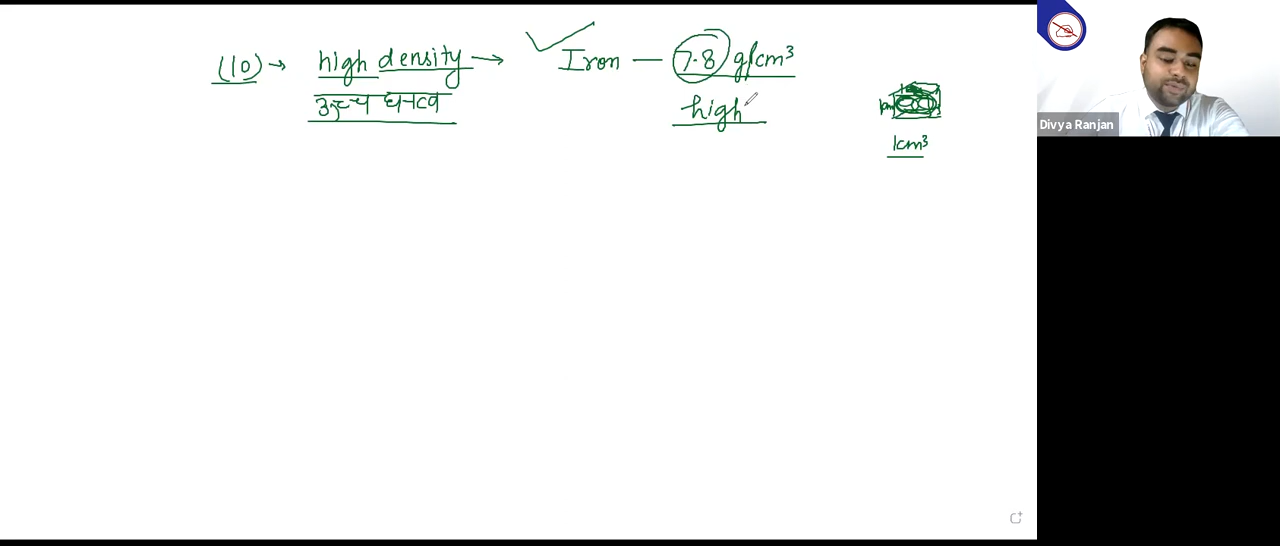 (10) → high density → Iron — 7.8 g/cm³
उच्च घनत्व high
1cm³
Divya Ranjan